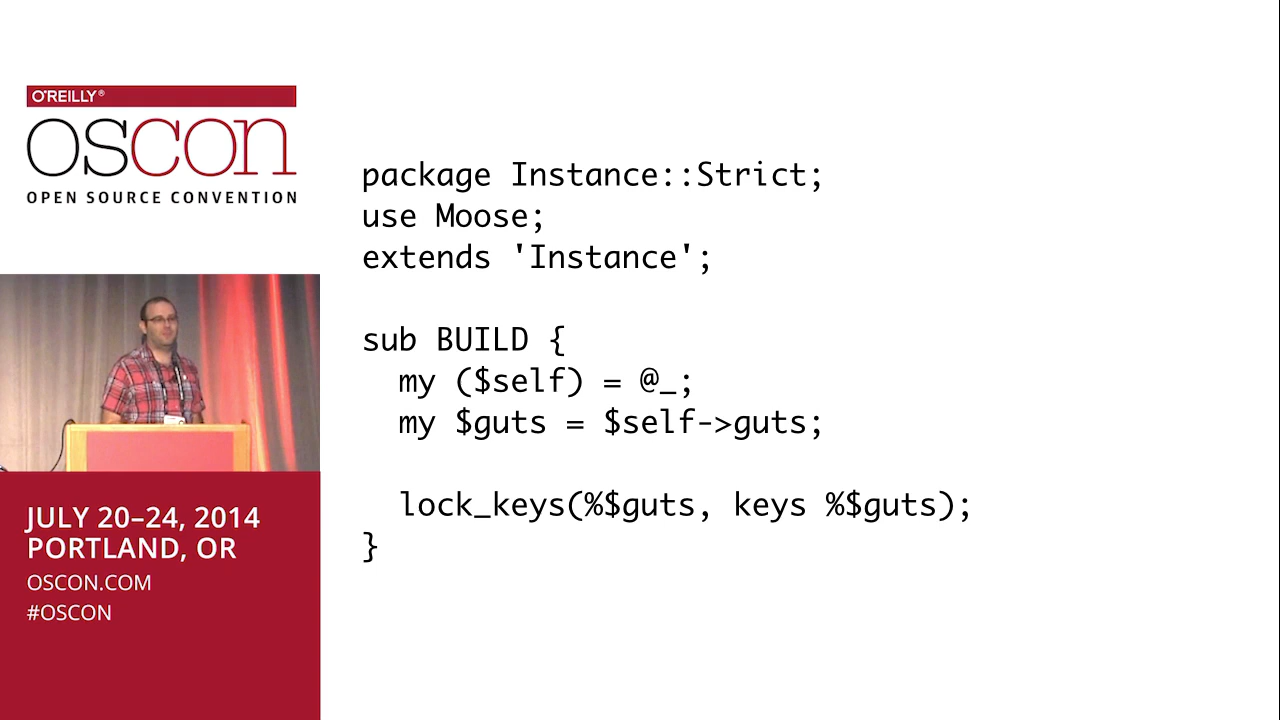 O'REILLY®
OSCON
OPEN SOURCE CONVENTION
JULY 20–24, 2014
PORTLAND, OR
OSCON.COM
#OSCON
package Instance::Strict;
use Moose;
extends 'Instance';
sub BUILD {
  my ($self) = @_;
  my $guts = $self->guts;
  lock_keys(%$guts, keys %$guts);
}